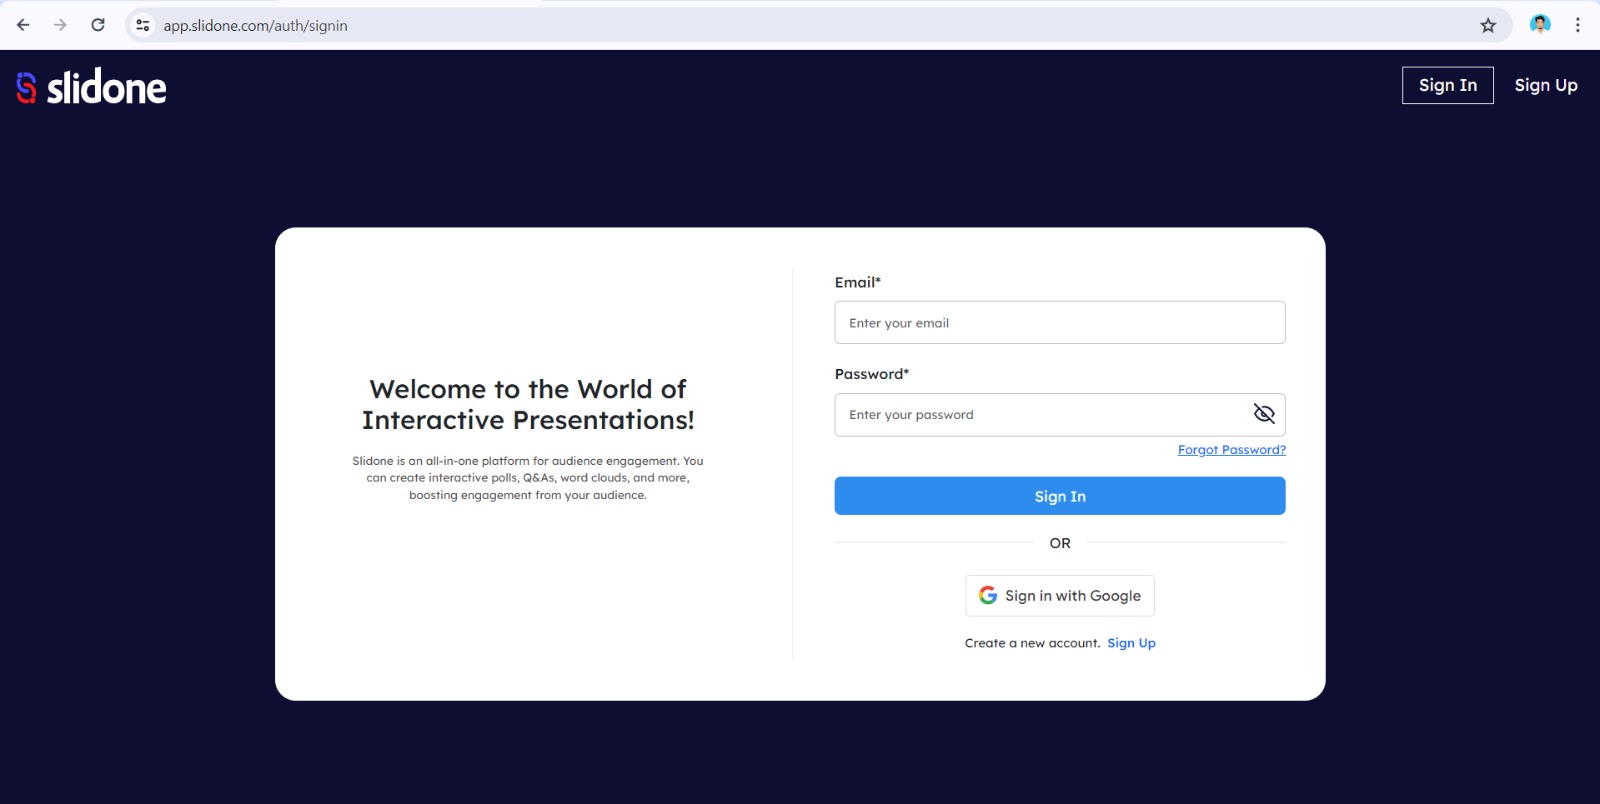 app.slidone.com/auth/signin
slidone
Sign In
Sign Up
Welcome to the World of
Interactive Presentations!
Slidone is an all-in-one platform for audience engagement. You
can create interactive polls, Q&As, word clouds, and more,
boosting engagement from your audience.
Email*
Enter your email
Password*
Enter your password
Forgot Password?
Sign In
OR
Sign in with Google
Create a new account. Sign Up